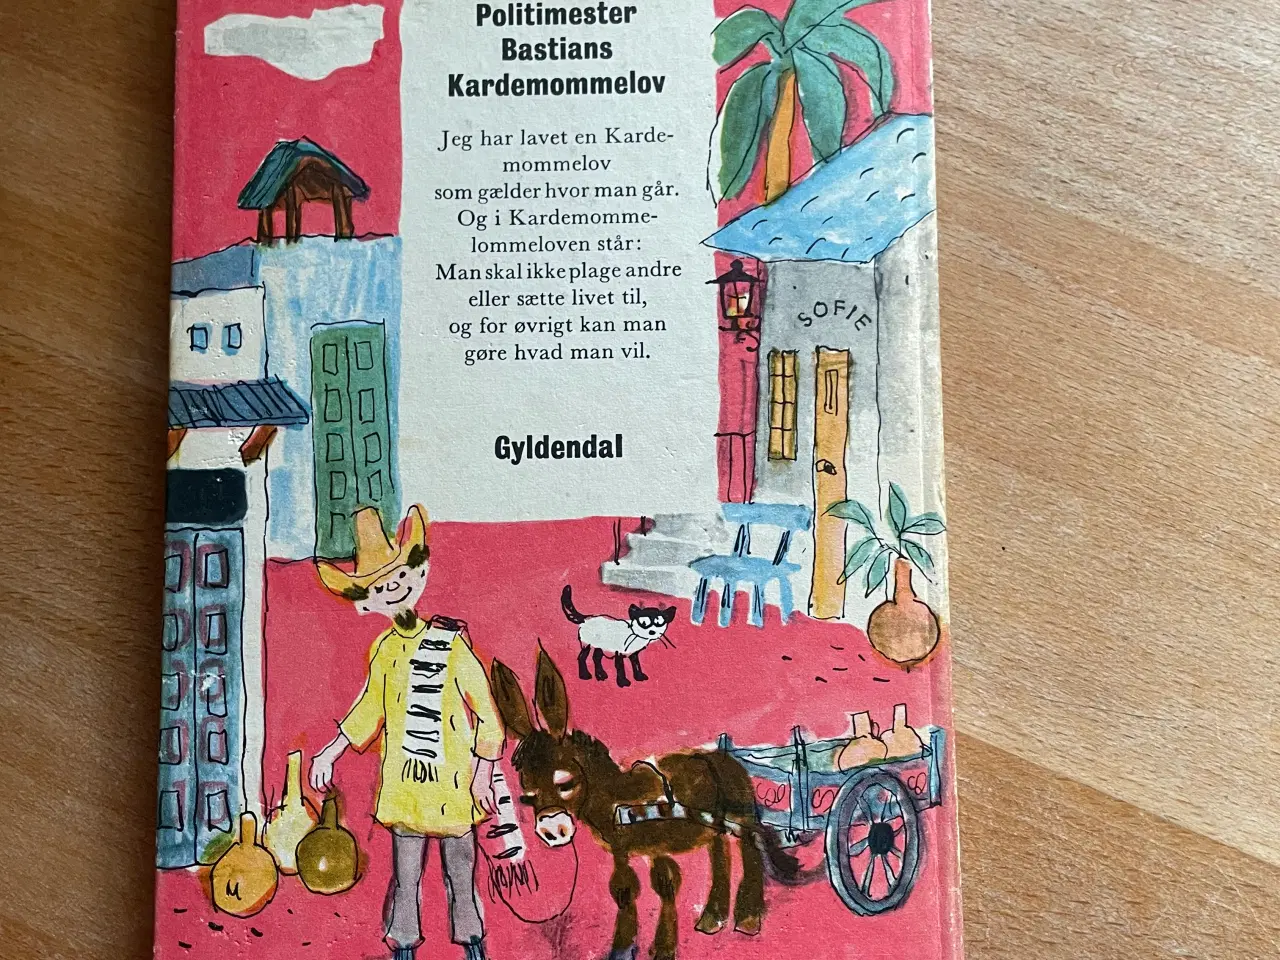 Politimester
Bastians
Kardemommelov
Jeg har lavet en Karde-
mommelov
som gælder hvor man går.
Og i Kardemomme-
lommeloven står:
Man skal ikke plage andre
eller sætte livet til,
og for øvrigt kan man
gøre hvad man vil.
Gyldendal
SOFIE